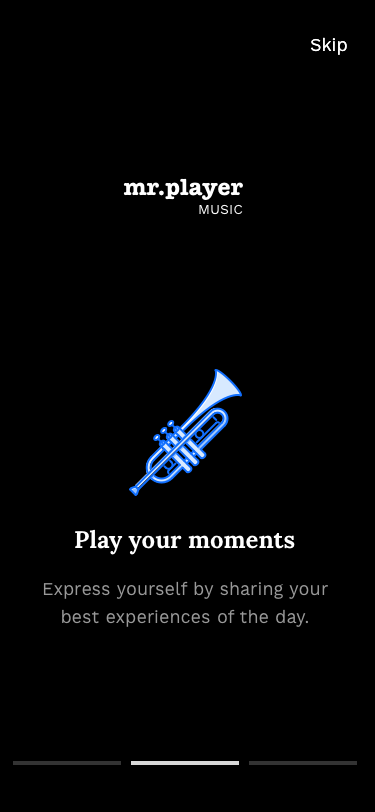 Skip
mr.player
MUSIC
Play your moments
Express yourself by sharing your
best experiences of the day.